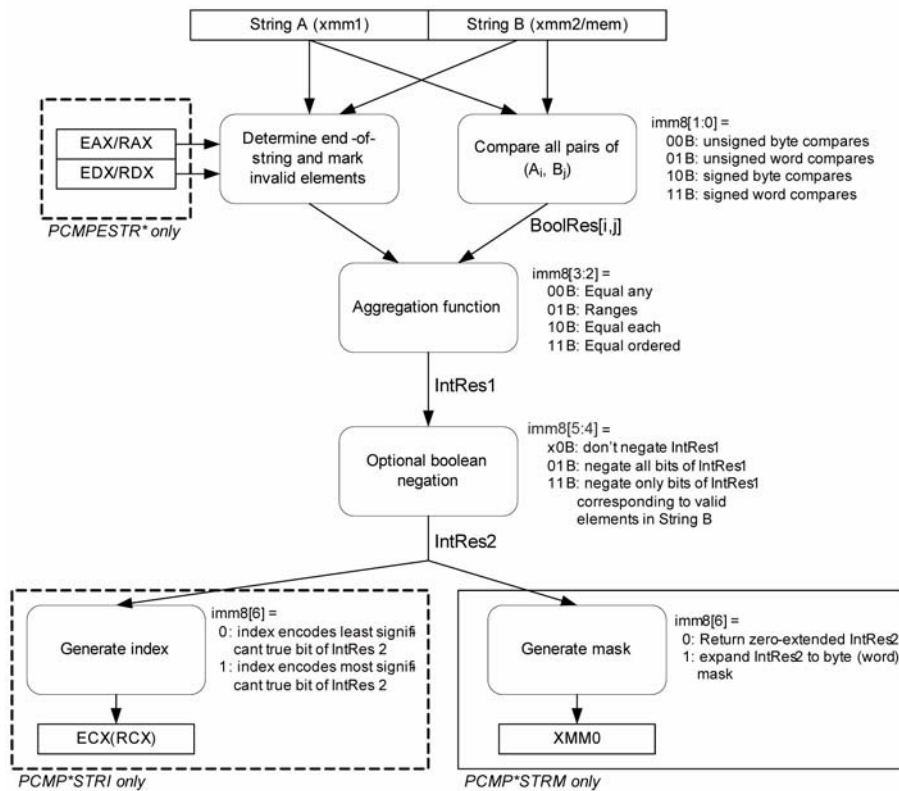 String A (xmm1)
String B (xmm2/mem)
EAX/RAX
EDX/RDX
PCMPESTR* only
Determine end-of-
string and mark
invalid elements
Compare all pairs of
(Ai, Bj)
imm8[1:0] =
00B: unsigned byte compares
01B: unsigned word compares
10B: signed byte compares
11B: signed word compares
BoolRes[i,j]
Aggregation function
imm8[3:2] =
00B: Equal any
01B: Ranges
10B: Equal each
11B: Equal ordered
IntRes1
Optional boolean
negation
imm8[5:4] =
x0B: don't negate IntRes1
01B: negate all bits of IntRes1
11B: negate only bits of IntRes1
corresponding to valid
elements in String B
IntRes2
Generate index
imm8[6] =
0: index encodes least signifi
cant true bit of IntRes 2
1: index encodes most signifi
cant true bit of IntRes 2
ECX(RCX)
PCMP*STRI only
Generate mask
imm8[6] =
0: Return zero-extended IntRes2
1: expand IntRes2 to byte (word)
mask
XMM0
PCMP*STRM only